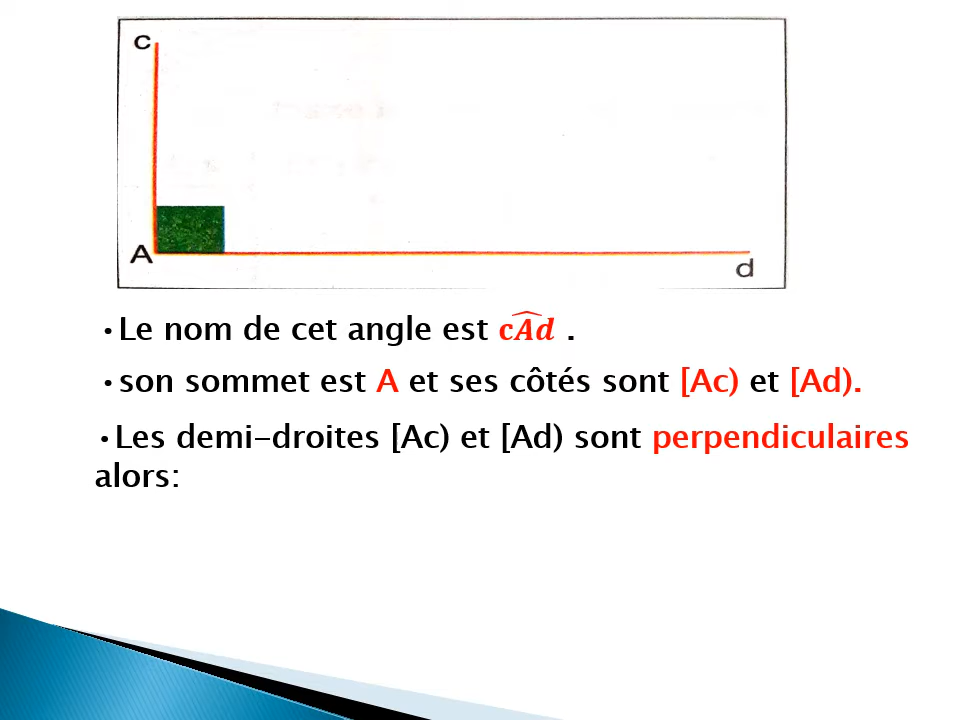 c
A
d
•Le nom de cet angle est c\widehat{A}d .
•son sommet est A et ses côtés sont [Ac) et [Ad).
•Les demi-droites [Ac) et [Ad) sont perpendiculaires
alors: